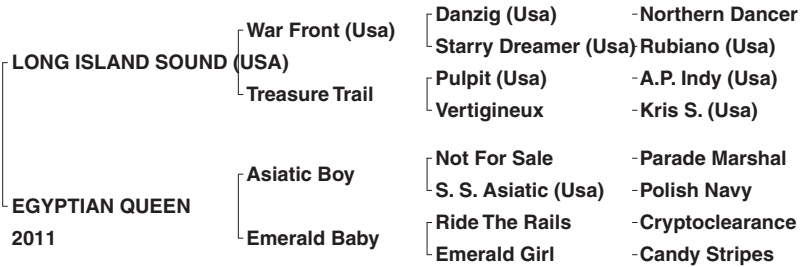 Danzig (Usa) Northern Dancer
War Front (Usa)
Starry Dreamer (Usa) Rubiano (Usa)
LONG ISLAND SOUND (USA)
Pulpit (Usa) A.P. Indy (Usa)
Treasure Trail
Vertigineux Kris S. (Usa)
Not For Sale Parade Marshal
Asiatic Boy
S. S. Asiatic (Usa) Polish Navy
EGYPTIAN QUEEN
Ride The Rails Cryptoclearance
2011
Emerald Baby
Emerald Girl Candy Stripes